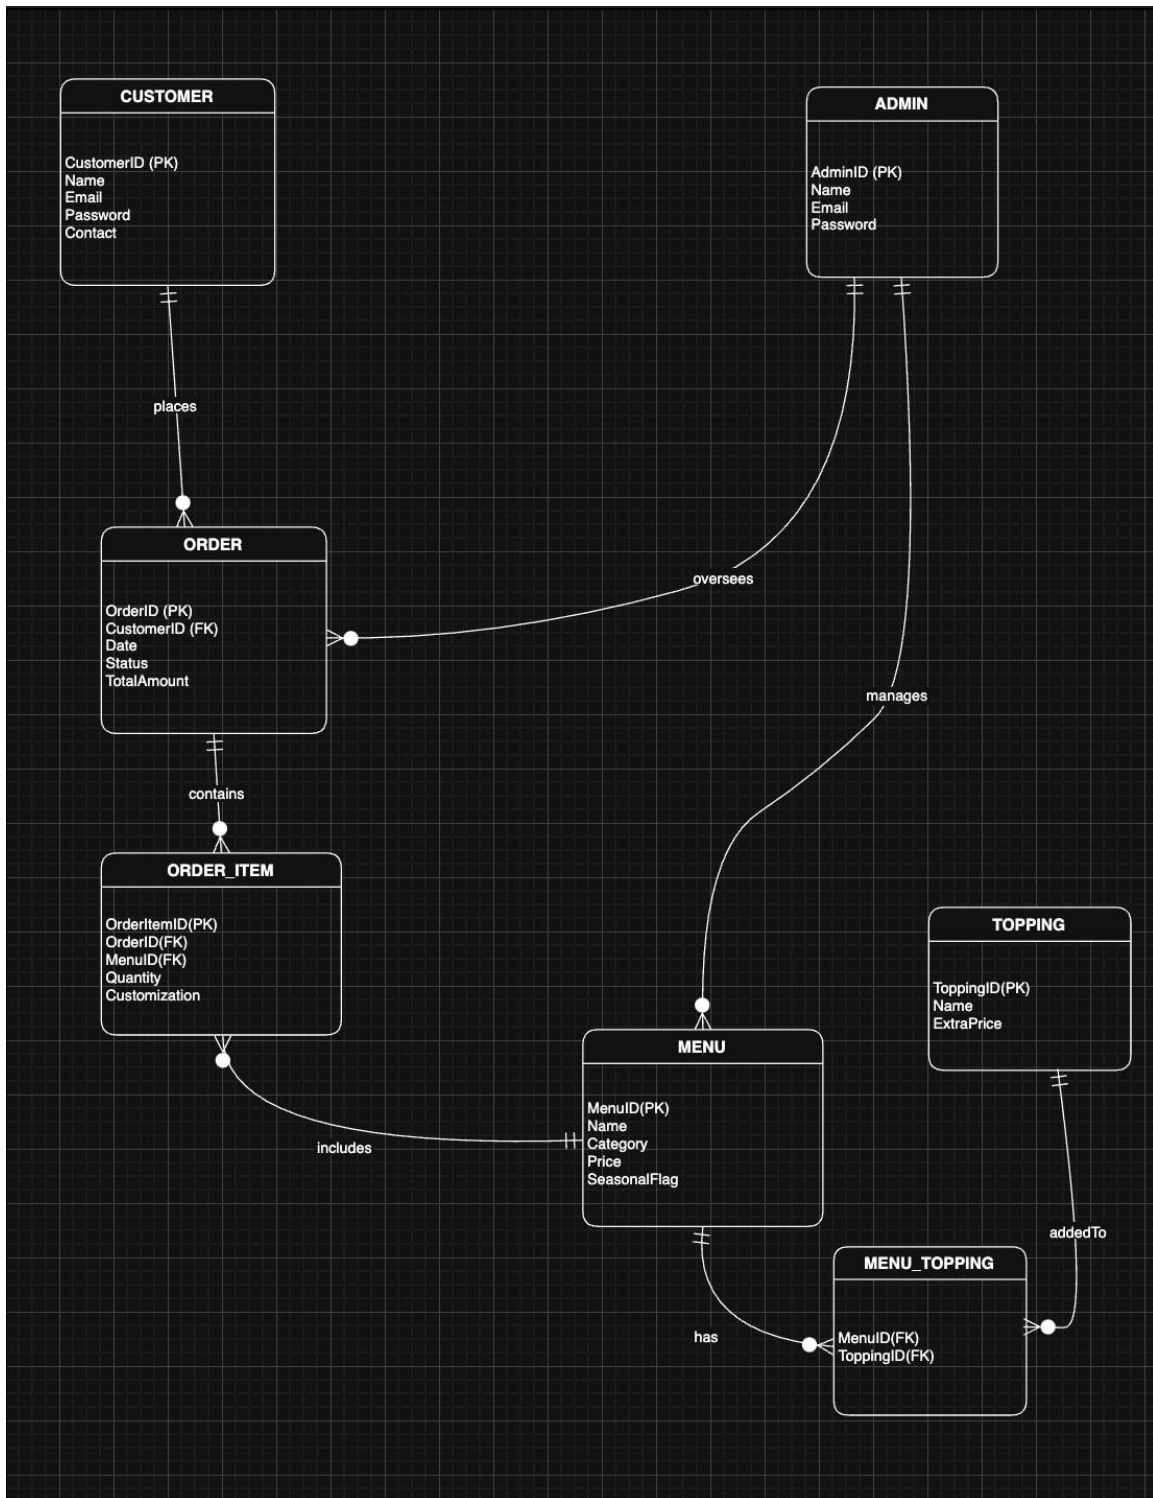 CUSTOMER
CustomerID (PK)
Name
Email
Password
Contact
ADMIN
AdminID (PK)
Name
Email
Password
places
ORDER
OrderID (PK)
CustomerID (FK)
Date
Status
TotalAmount
oversees
manages
contains
ORDER_ITEM
OrderItemID(PK)
OrderID(FK)
MenuID(FK)
Quantity
Customization
TOPPING
ToppingID(PK)
Name
ExtraPrice
MENU
MenuID(PK)
Name
Category
Price
SeasonalFlag
includes
addedTo
MENU_TOPPING
MenuID(FK)
ToppingID(FK)
has